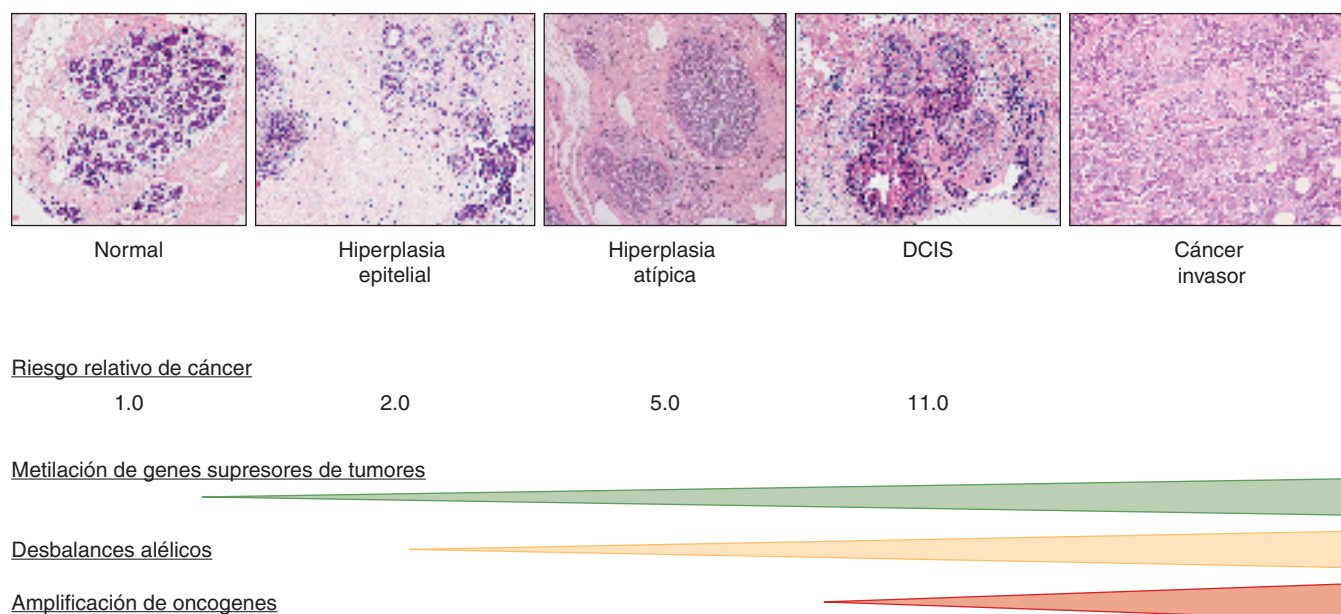 Normal
Hiperplasia
epitelial
Hiperplasia
atípica
DCIS
Cáncer
invasor
Riesgo relativo de cáncer
1.0 2.0 5.0 11.0
Metilación de genes supresores de tumores
Desbalances alélicos
Amplificación de oncogenes